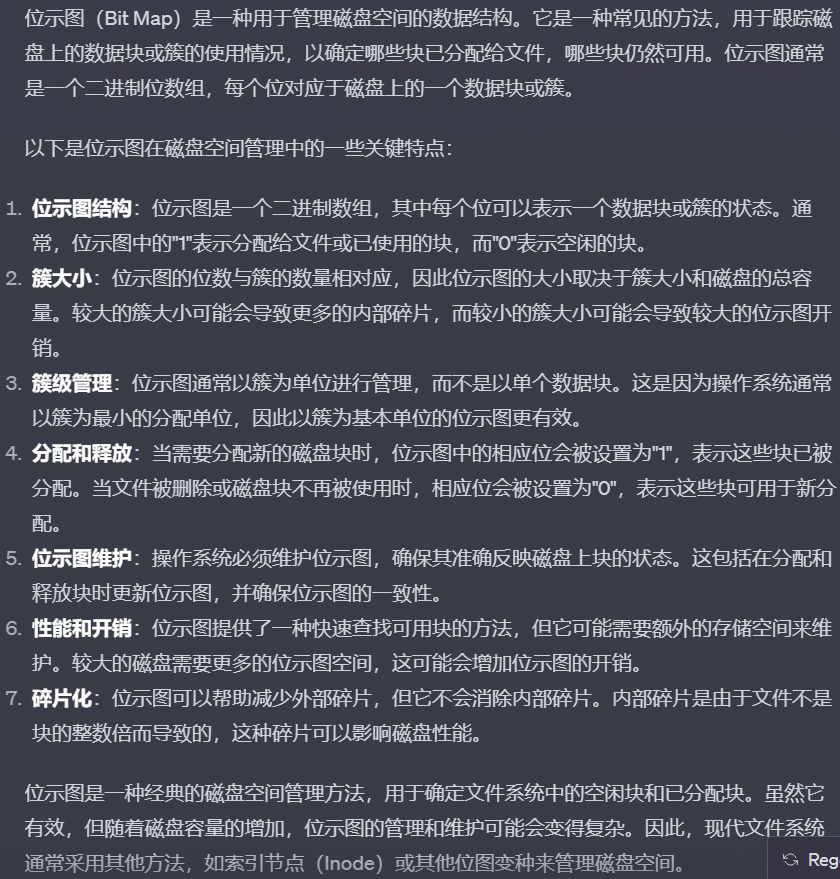 位示图（Bit Map）是一种用于管理磁盘空间的数据结构。它是一种常见的方法，用于跟踪磁
盘上的数据块或簇的使用情况，以确定哪些块已分配给文件，哪些块仍然可用。位示图通常
是一个二进制位数组，每个位对应于磁盘上的一个数据块或簇。
以下是位示图在磁盘空间管理中的一些关键特点：
1. 位示图结构：位示图是一个二进制数组，其中每个位可以表示一个数据块或簇的状态。通
常，位示图中的"1"表示分配给文件或已使用的块，而"0"表示空闲的块。
2. 簇大小：位示图的位数与簇的数量相对应，因此位示图的大小取决于簇大小和磁盘的总容
量。较大的簇大小可能会导致更多的内部碎片，而较小的簇大小可能会导致较大的位示图开
销。
3. 簇级管理：位示图通常以簇为单位进行管理，而不是以单个数据块。这是因为操作系统通常
以簇为最小的分配单位，因此以簇为基本单位的位示图更有效。
4. 分配和释放：当需要分配新的磁盘块时，位示图中的相应位会被设置为"1"，表示这些块已被
分配。当文件被删除或磁盘块不再被使用时，相应位会被设置为"0"，表示这些块可用于新分
配。
5. 位示图维护：操作系统必须维护位示图，确保其准确反映磁盘上块的状态。这包括在分配和
释放块时更新位示图，并确保位示图的一致性。
6. 性能和开销：位示图提供了一种快速查找可用块的方法，但它可能需要额外的存储空间来维
护。较大的磁盘需要更多的位示图空间，这可能会增加位示图的开销。
7. 碎片化：位示图可以帮助减少外部碎片，但它不会消除内部碎片。内部碎片是由于文件不是
块的整数倍而导致的，这种碎片可以影响磁盘性能。
位示图是一种经典的磁盘空间管理方法，用于确定文件系统中的空闲块和已分配块。虽然它
有效，但随着磁盘容量的增加，位示图的管理和维护可能会变得复杂。因此，现代文件系统
通常采用其他方法，如索引节点（Inode）或其他位图变种来管理磁盘空间。
Reg